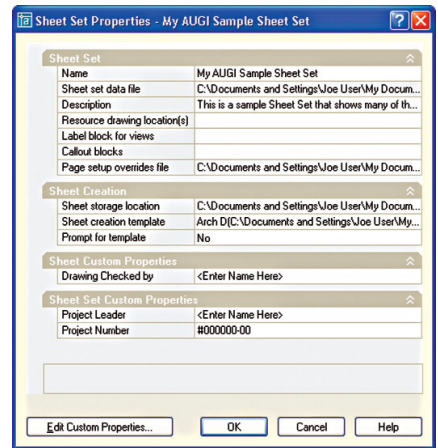 Sheet Set Properties - My AUGI Sample Sheet Set
Sheet Set
Name My AUGI Sample Sheet Set
Sheet set data file C:\Documents and Settings\Joe User\My Docum...
Description This is a sample Sheet Set that shows many of th...
Resource drawing location(s)
Label block for views
Callout blocks
Page setup overrides file C:\Documents and Settings\Joe User\My Docum...
Sheet Creation
Sheet storage location C:\Documents and Settings\Joe User\My Docum...
Sheet creation template Arch D(C:\Documents and Settings\Joe User\My...
Prompt for template No
Sheet Custom Properties
Drawing Checked by <Enter Name Here>
Sheet Set Custom Properties
Project Leader <Enter Name Here>
Project Number #000000-00
Edit Custom Properties... OK Cancel Help